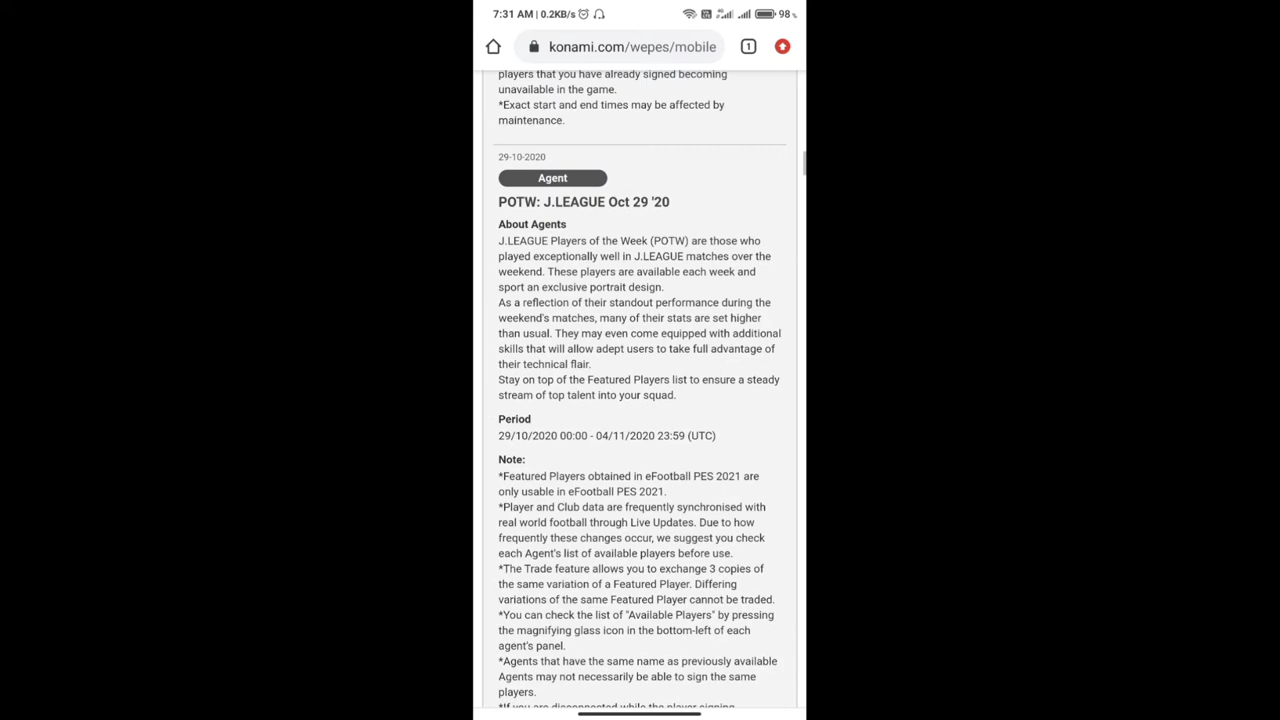 7:31 AM | 0.2KB/s
98
konami.com/wepes/mobile
1
players that you have already signed becoming
unavailable in the game.
*Exact start and end times may be affected by
maintenance.
29-10-2020
Agent
POTW: J.LEAGUE Oct 29 '20
About Agents
J.LEAGUE Players of the Week (POTW) are those who
played exceptionally well in J.LEAGUE matches over the
weekend. These players are available each week and
sport an exclusive portrait design.
As a reflection of their standout performance during the
weekend's matches, many of their stats are set higher
than usual. They may even come equipped with additional
skills that will allow adept users to take full advantage of
their technical flair.
Stay on top of the Featured Players list to ensure a steady
stream of top talent into your squad.
Period
29/10/2020 00:00 - 04/11/2020 23:59 (UTC)
Note:
*Featured Players obtained in eFootball PES 2021 are
only usable in eFootball PES 2021.
*Player and Club data are frequently synchronised with
real world football through Live Updates. Due to how
frequently these changes occur, we suggest you check
each Agent's list of available players before use.
*The Trade feature allows you to exchange 3 copies of
the same variation of a Featured Player. Differing
variations of the same Featured Player cannot be traded.
*You can check the list of "Available Players" by pressing
the magnifying glass icon in the bottom-left of each
agent's panel.
*Agents that have the same name as previously available
Agents may not necessarily be able to sign the same
players.
*If you are disconnected while the player signing